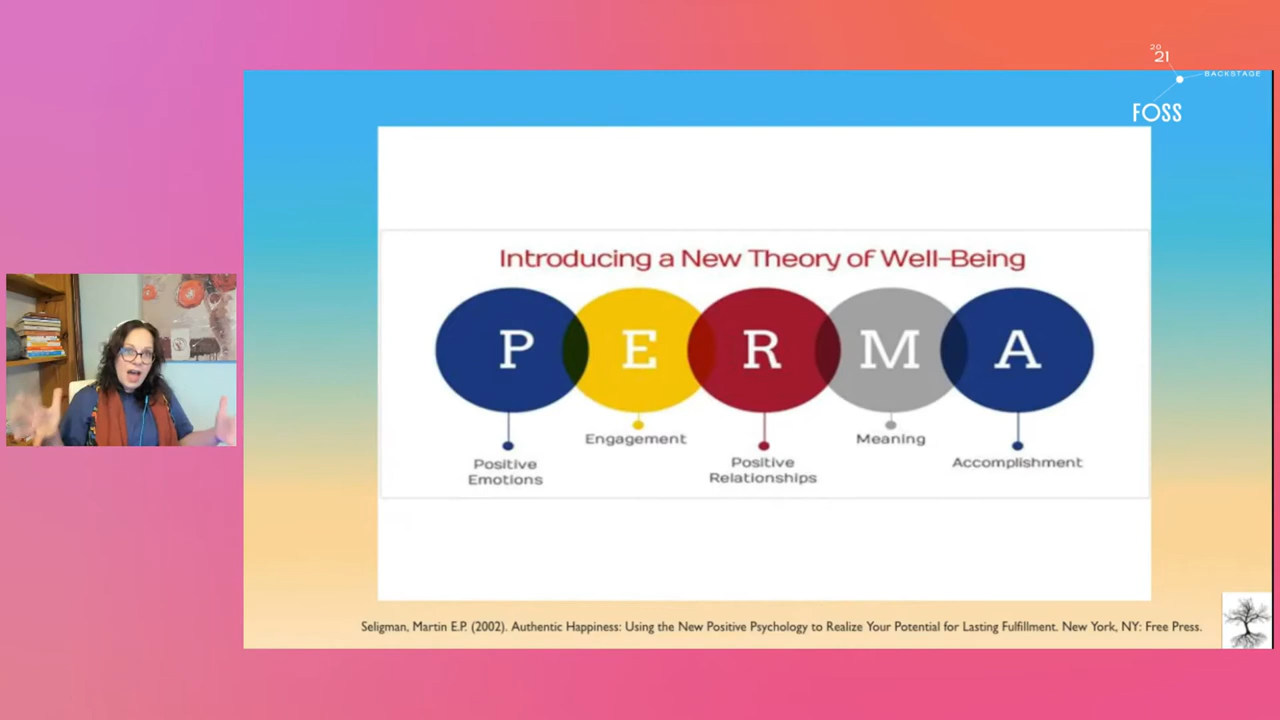 20
21
BACKSTAGE
FOSS
Introducing a New Theory of Well-Being
P E R M A
Engagement
Meaning
Positive
Emotions
Positive
Relationships
Accomplishment
Seligman, Martin E.P. (2002). Authentic Happiness: Using the New Positive Psychology to Realize Your Potential for Lasting Fulfillment. New York, NY: Free Press.